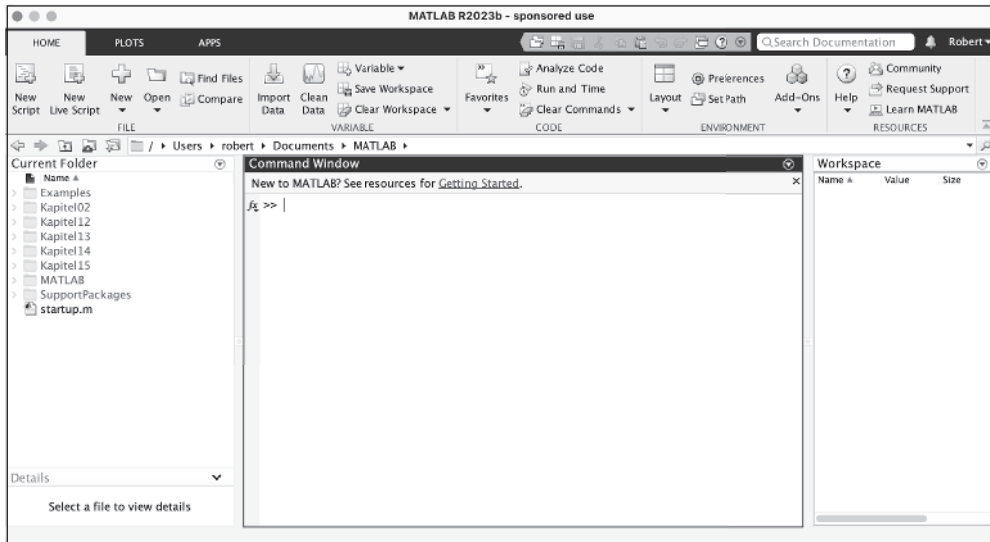 MATLAB R2023b - sponsored use
HOME PLOTS APPS Search Documentation Robert
New Script
New Live Script
New
Open
Find Files
Compare
FILE
Import Data
Clean Data
Variable
Save Workspace
Clear Workspace
VARIABLE
Favorites
Analyze Code
Run and Time
Clear Commands
CODE
Layout
Preferences
Set Path
Add-Ons
ENVIRONMENT
Help
Community
Request Support
Learn MATLAB
RESOURCES
/ Users robert Documents MATLAB
Current Folder
Name
Examples
Kapitel02
Kapitel12
Kapitel13
Kapitel14
Kapitel15
MATLAB
SupportPackages
startup.m
Details
Select a file to view details
Command Window
New to MATLAB? See resources for Getting Started.
fx >>
Workspace
Name Value Size